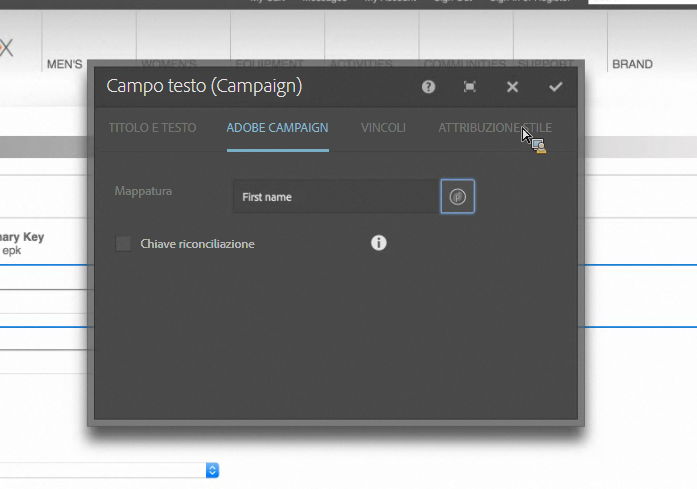 My Cart Messages My Account Sign Out Sign In or Register
X
MEN'S WOMEN'S EQUIPMENT ACTIVITIES COMMUNITIES SUPPORT BRAND
Campo testo (Campaign)
TITOLO E TESTO ADOBE CAMPAIGN VINCOLI ATTRIBUZIONE STILE
Mappatura First name
Chiave riconciliazione
ary Key
epk